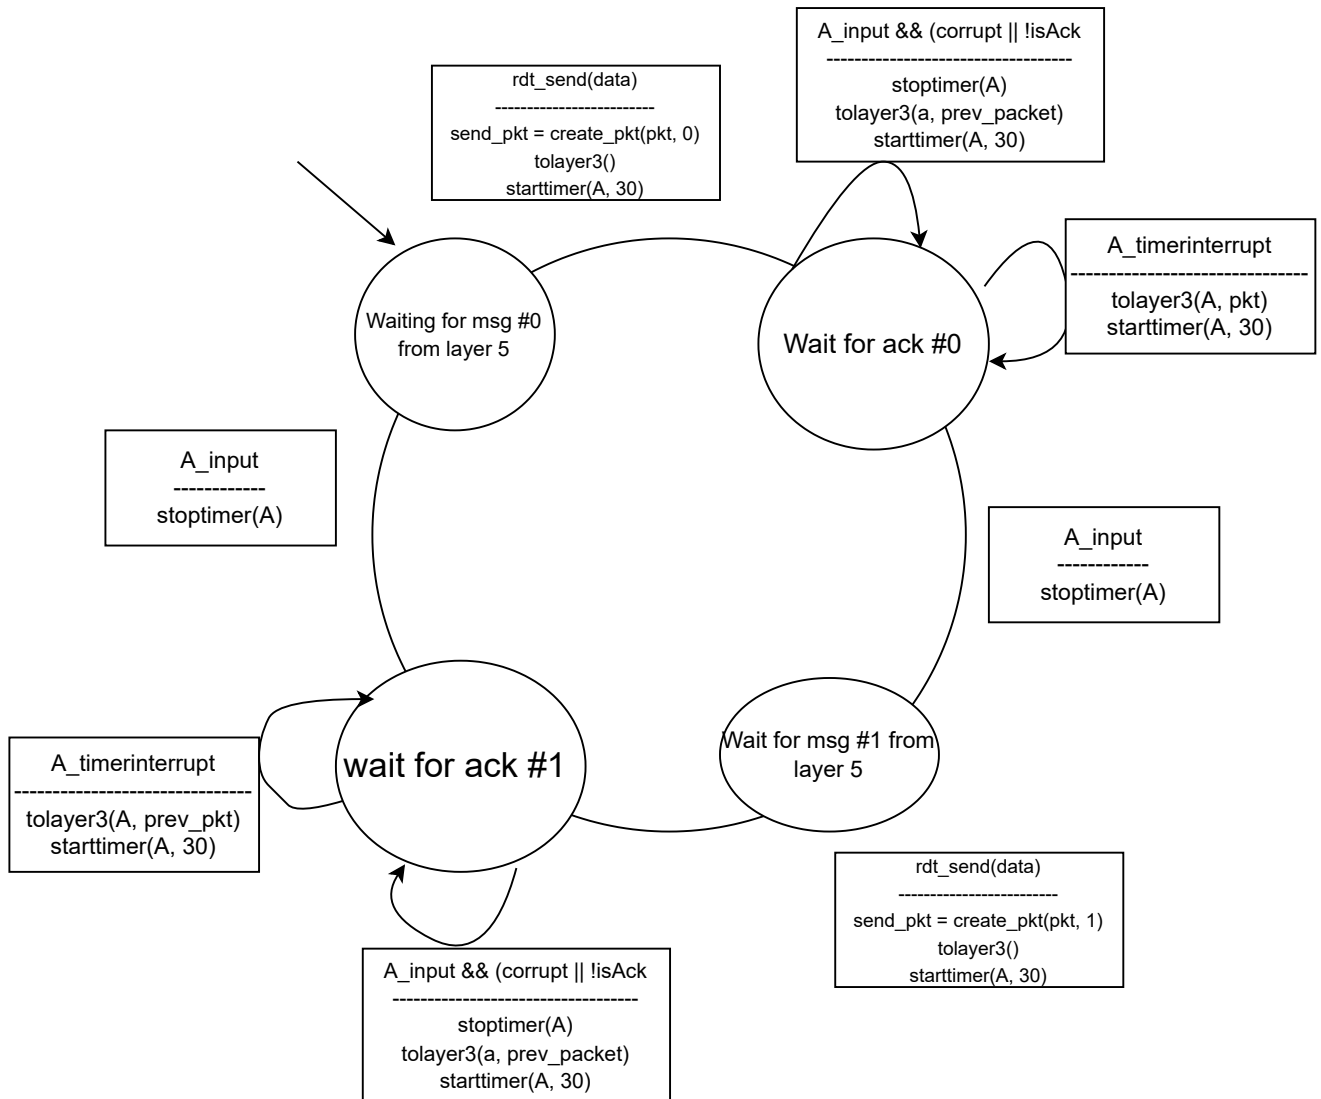 A_input && (corrupt || !isAck
-----------------------------------
stoptimer(A)
tolayer3(a, prev_packet)
starttimer(A, 30)
rdt_send(data)
-------------------------
send_pkt = create_pkt(pkt, 0)
tolayer3()
starttimer(A, 30)
A_timerinterrupt
-------------------------------
tolayer3(A, pkt)
starttimer(A, 30)
Waiting for msg #0
from layer 5
Wait for ack #0
A_input
------------
stoptimer(A)
A_input
------------
stoptimer(A)
wait for ack #1
Wait for msg #1 from
layer 5
A_timerinterrupt
-------------------------------
tolayer3(A, prev_pkt)
starttimer(A, 30)
rdt_send(data)
-------------------------
send_pkt = create_pkt(pkt, 1)
tolayer3()
starttimer(A, 30)
A_input && (corrupt || !isAck
-----------------------------------
stoptimer(A)
tolayer3(a, prev_packet)
starttimer(A, 30)